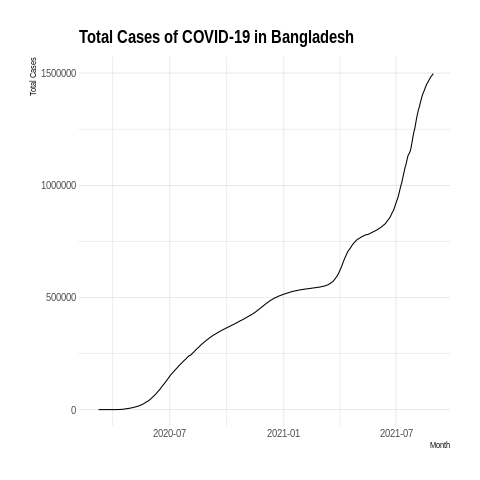 Total Cases of COVID-19 in Bangladesh
Total Cases
1500000
1000000
500000
0
2020-07
2021-01
2021-07
Month